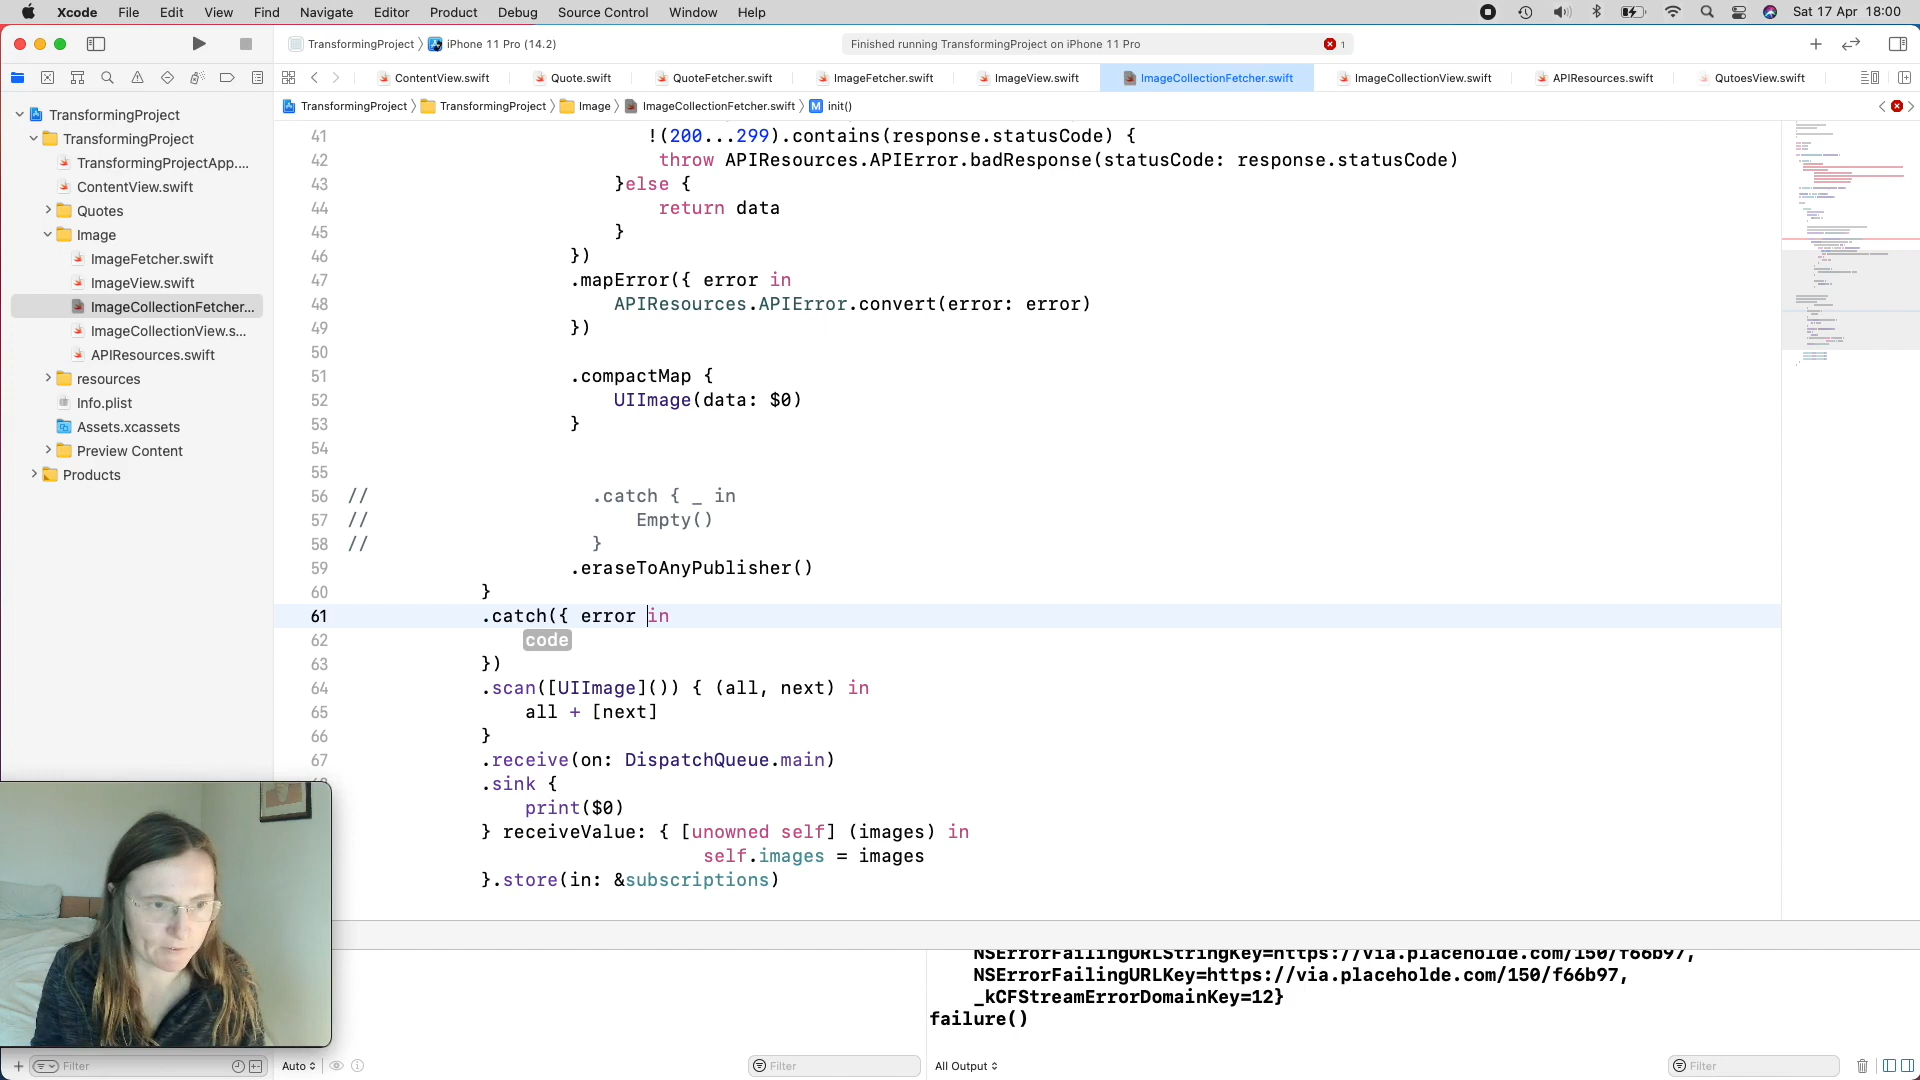 Xcode File Edit View Find Navigate Editor Product Debug Source Control Window Help Sat 17 Apr 18:00
TransformingProject iPhone 11 Pro (14.2) Finished running TransformingProject on iPhone 11 Pro 1
ContentView.swift Quote.swift QuoteFetcher.swift ImageFetcher.swift ImageView.swift ImageCollectionFetcher.swift ImageCollectionView.swift APIResources.swift QutoesView.swift
TransformingProject TransformingProject Image ImageCollectionFetcher.swift M init()
TransformingProject
TransformingProject
TransformingProjectApp....
ContentView.swift
Quotes
Image
ImageFetcher.swift
ImageView.swift
ImageCollectionFetcher...
ImageCollectionView.s...
APIResources.swift
resources
Info.plist
Assets.xcassets
Preview Content
Products
41 !(200...299).contains(response.statusCode) {
42 throw APIResources.APIError.badResponse(statusCode: response.statusCode)
43 }else {
44 return data
45 }
46 })
47 .mapError({ error in
48 APIResources.APIError.convert(error: error)
49 })
50
51 .compactMap {
52 UIImage(data: $0)
53 }
54
55
56 // .catch { _ in
57 // Empty()
58 // }
59 .eraseToAnyPublisher()
60 }
61 .catch({ error in
62 code
63 })
64 .scan([UIImage]()) { (all, next) in
65 all + [next]
66 }
67 .receive(on: DispatchQueue.main)
.sink {
print($0)
} receiveValue: { [unowned self] (images) in
self.images = images
}.store(in: &subscriptions)
NSErrorFailingURLStringKey=https://via.placeholde.com/150/f66b97,
NSErrorFailingURLKey=https://via.placeholde.com/150/f66b97,
_kCFStreamErrorDomainKey=12}
failure()
Filter Auto Filter All Output Filter